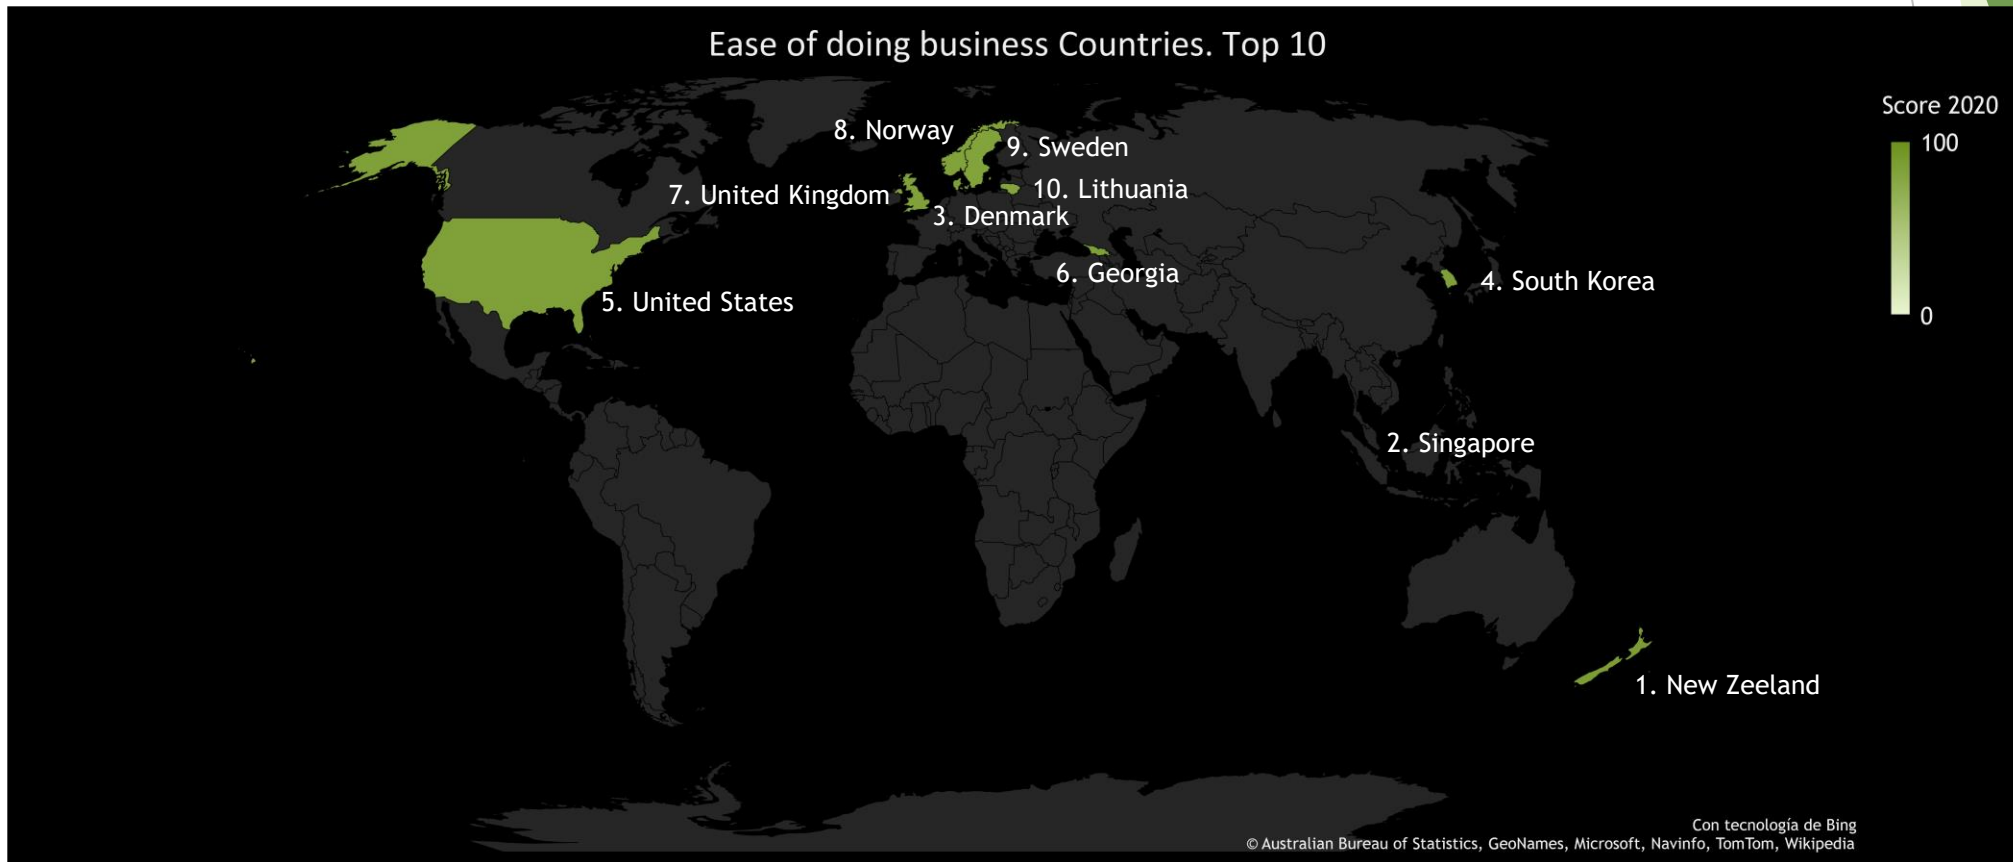 Ease of doing business Countries. Top 10
Score 2020
100
0
8. Norway
9. Sweden
7. United Kingdom
10. Lithuania
3. Denmark
6. Georgia
4. South Korea
5. United States
2. Singapore
1. New Zeeland
Con tecnología de Bing
© Australian Bureau of Statistics, GeoNames, Microsoft, Navinfo, TomTom, Wikipedia